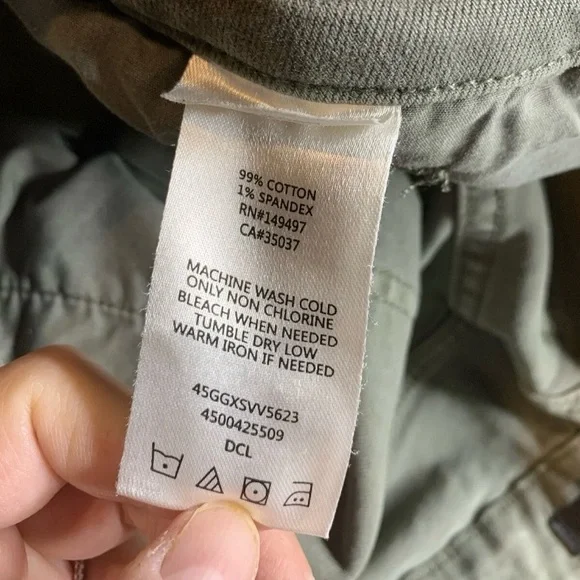 99% COTTON
1% SPANDEX
RN#149497
CA#35037
MACHINE WASH COLD
ONLY NON CHLORINE
BLEACH WHEN NEEDED
TUMBLE DRY LOW
WARM IRON IF NEEDED
45GGXSVV5623
4500425509
DCL